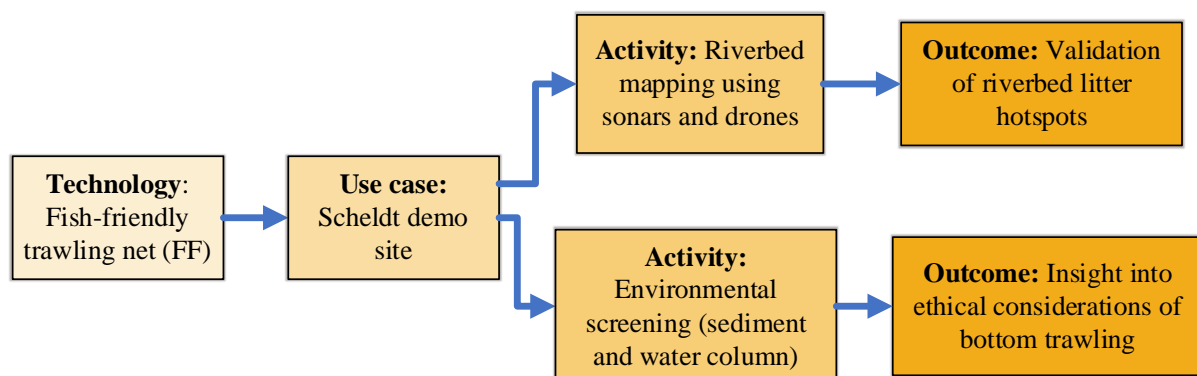 Technology:
Fish-friendly
trawling net (FF)
Use case:
Scheldt demo
site
Activity: Riverbed
mapping using
sonars and drones
Outcome: Validation
of riverbed litter
hotspots
Activity:
Environmental
screening (sediment
and water column)
Outcome: Insight into
ethical considerations of
bottom trawling